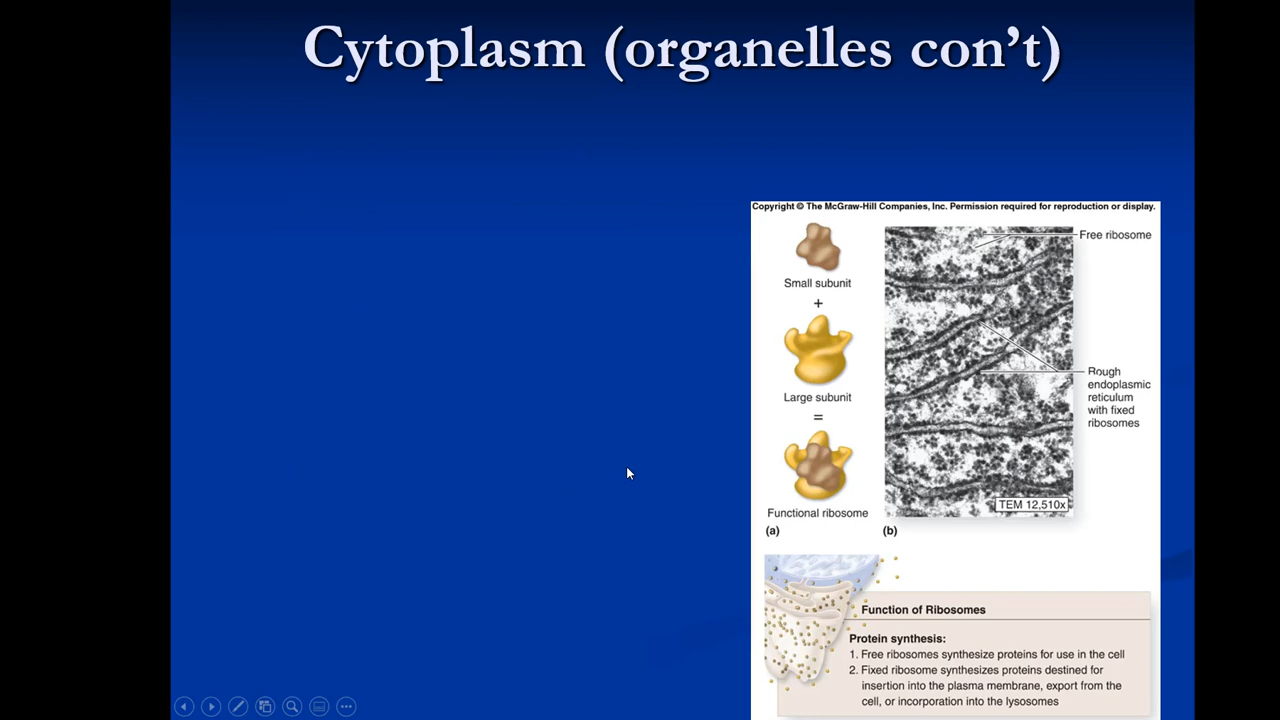 Cytoplasm (organelles con’t)
Copyright © The McGraw-Hill Companies, Inc. Permission required for reproduction or display.
Small subunit
+
Large subunit
=
Functional ribosome
(a)
Free ribosome
Rough
endoplasmic
reticulum
with fixed
ribosomes
TEM 12,510x
(b)
Function of Ribosomes
Protein synthesis:
1. Free ribosomes synthesize proteins for use in the cell
2. Fixed ribosome synthesizes proteins destined for
insertion into the plasma membrane, export from the
cell, or incorporation into the lysosomes